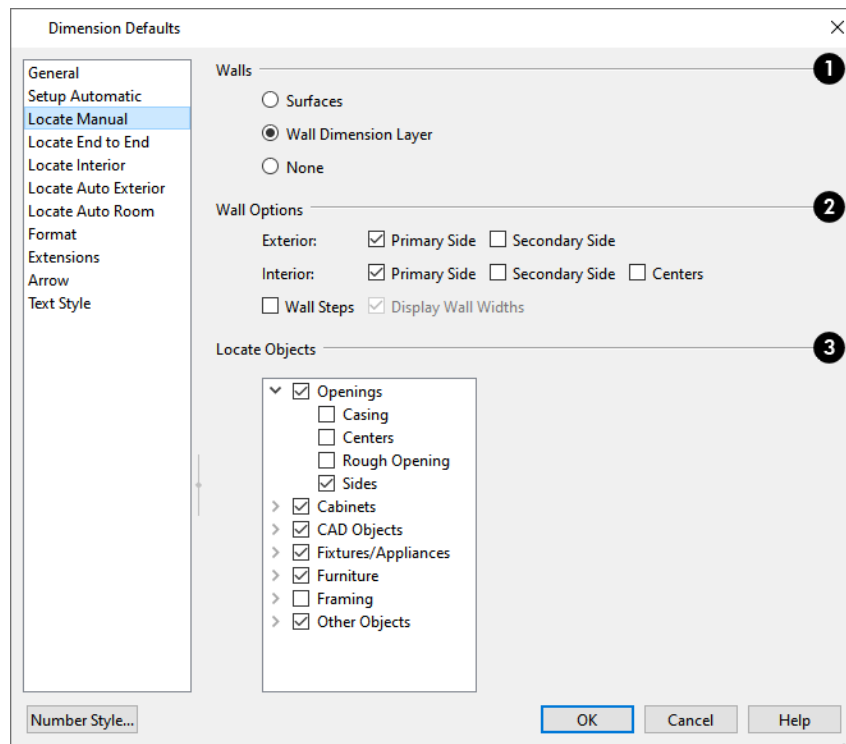 Dimension Defaults
General
Setup Automatic
Locate Manual
Locate End to End
Locate Interior
Locate Auto Exterior
Locate Auto Room
Format
Extensions
Arrow
Text Style
Walls
1
Surfaces
Wall Dimension Layer
None
Wall Options
2
Exterior: Primary Side Secondary Side
Interior: Primary Side Secondary Side Centers
Wall Steps Display Wall Widths
Locate Objects
3
Openings
Casing
Centers
Rough Opening
Sides
Cabinets
CAD Objects
Fixtures/Appliances
Furniture
Framing
Other Objects
Number Style... OK Cancel Help